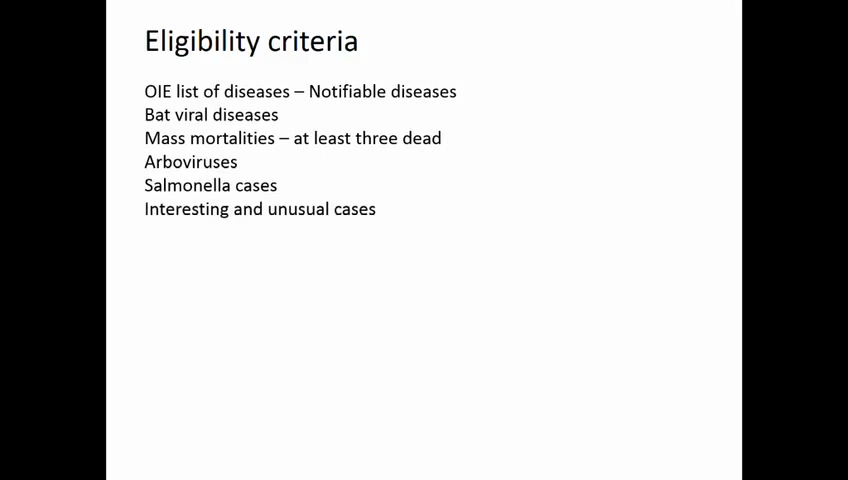 Eligibility criteria
OIE list of diseases – Notifiable diseases
Bat viral diseases
Mass mortalities – at least three dead
Arboviruses
Salmonella cases
Interesting and unusual cases